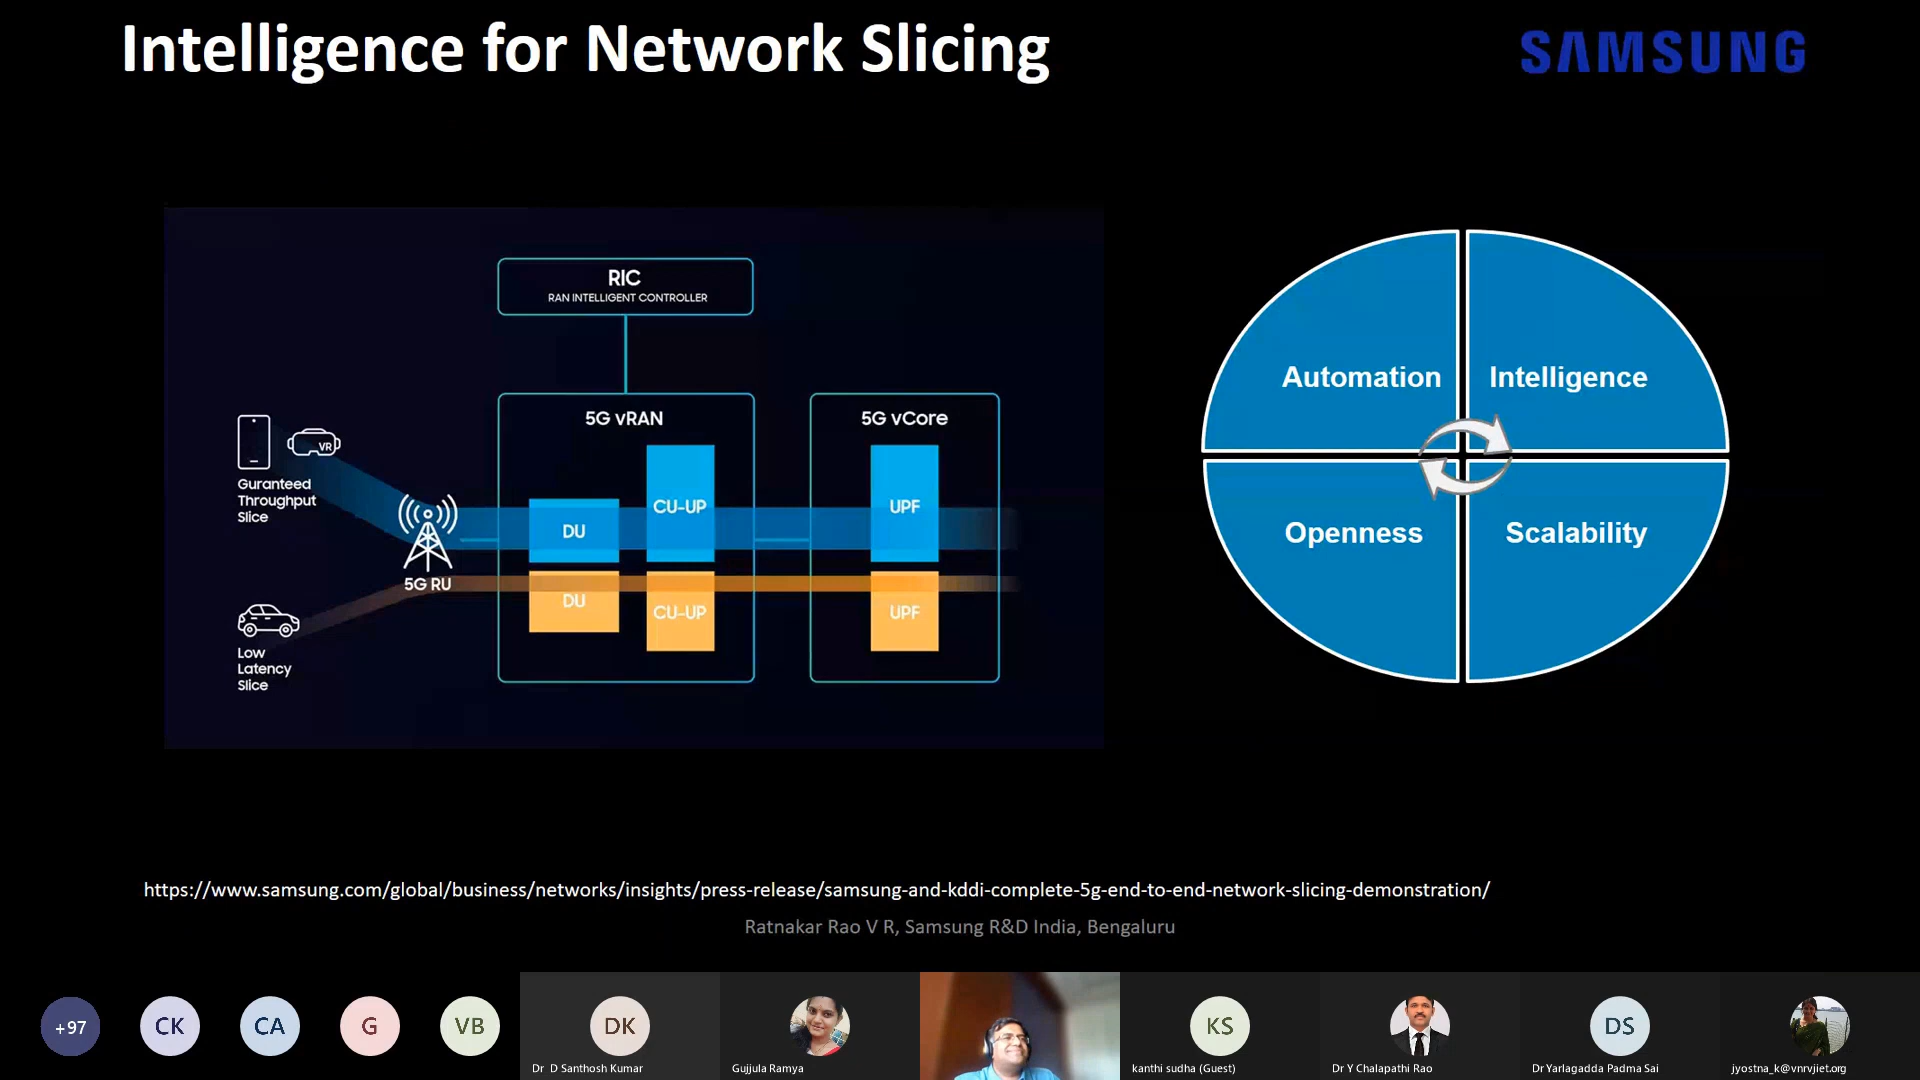 Intelligence for Network Slicing
SAMSUNG
RIC
RAN INTELLIGENT CONTROLLER
5G vRAN
5G vCore
VR
Guranteed
Throughput
Slice
DU
CU-UP
UPF
5G RU
DU
CU-UP
UPF
Low
Latency
Slice
Automation
Intelligence
Openness
Scalability
https://www.samsung.com/global/business/networks/insights/press-release/samsung-and-kddi-complete-5g-end-to-end-network-slicing-demonstration/
Ratnakar Rao V R, Samsung R&D India, Bengaluru
+97
CK
CA
G
VB
DK
KS
DS
Dr D Santhosh Kumar
Gujjula Ramya
kanthi sudha (Guest)
Dr Y Chalapathi Rao
Dr Yarlagadda Padma Sai
jyostna_k@vnrvjiet.org